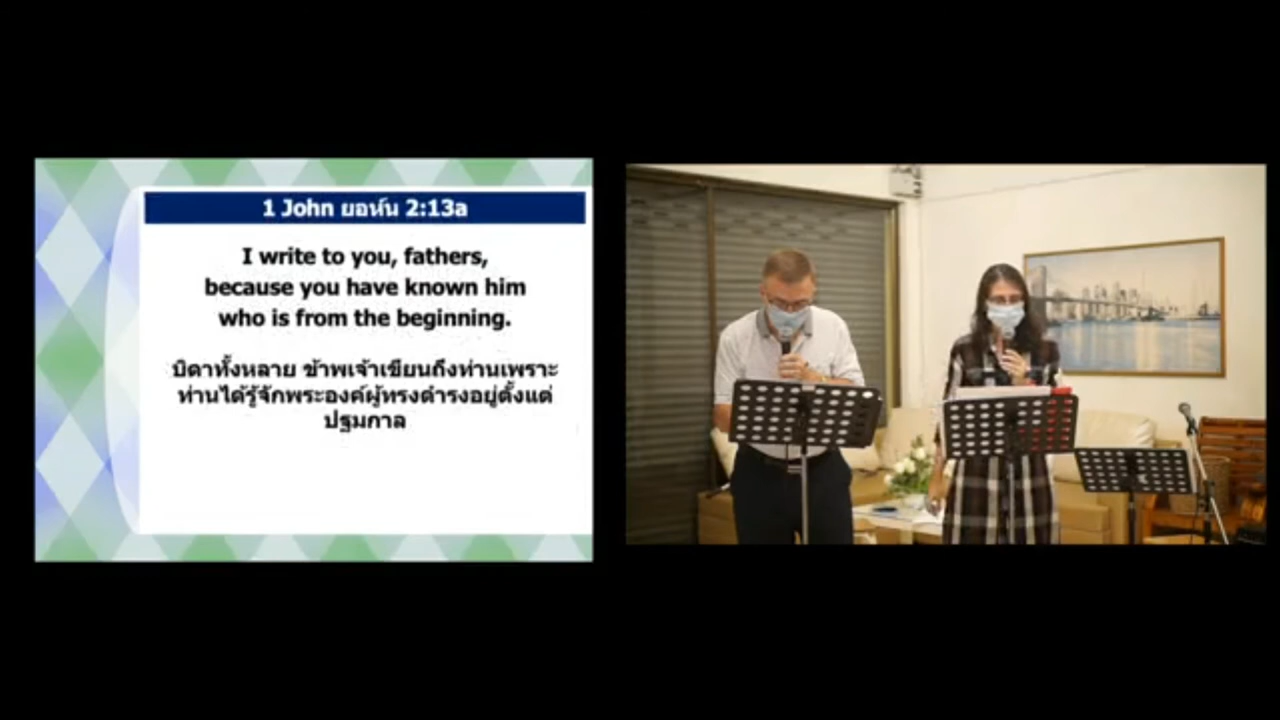 1 John ยอห์น 2:13a
I write to you, fathers,
because you have known him
who is from the beginning.
บิดาทั้งหลาย ข้าพเจ้าเขียนถึงท่านเพราะ
ท่านได้รู้จักพระองค์ผู้ทรงดำรงอยู่ตั้งแต่
ปฐมกาล